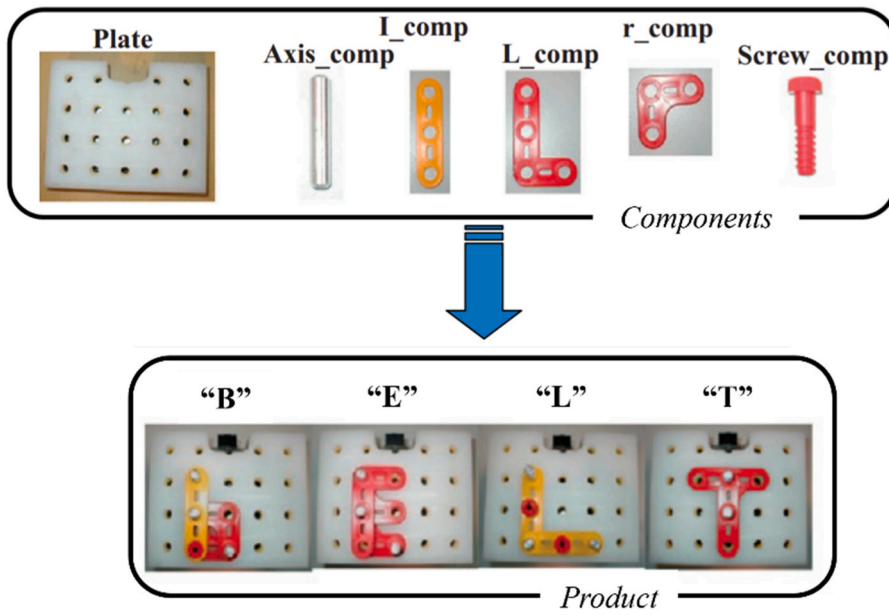 Plate
Axis_comp
I_comp
L_comp
r_comp
Screw_comp
Components
“B”
“E”
“L”
“T”
Product